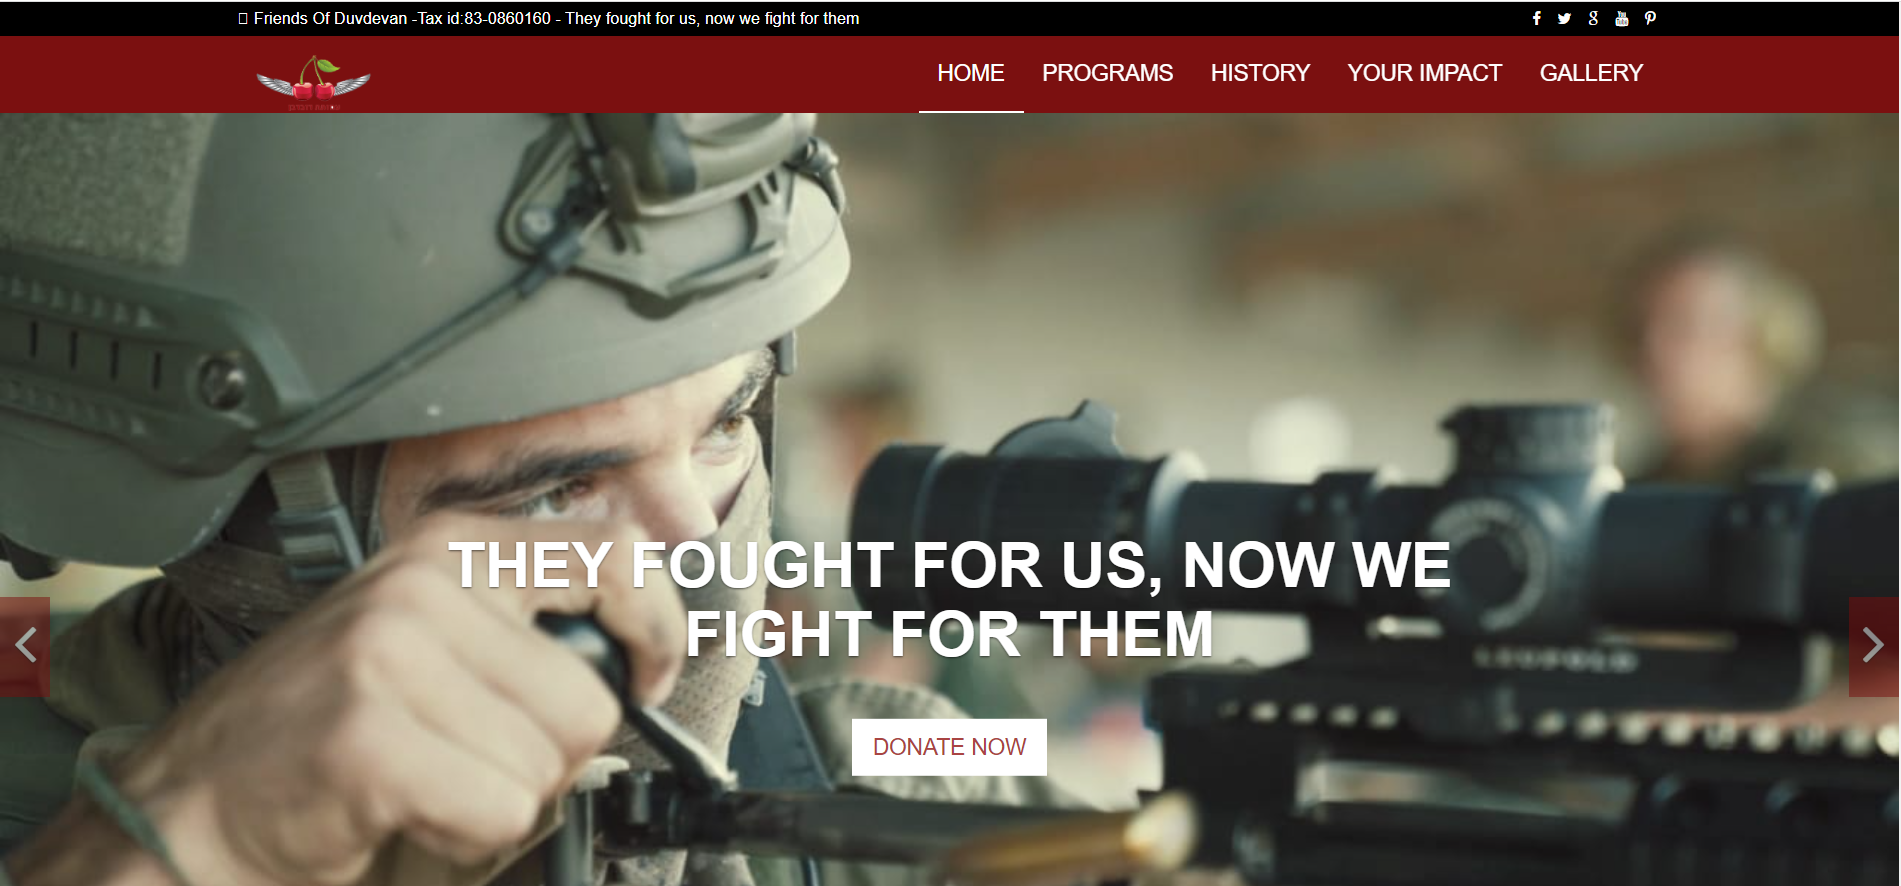 Friends Of Duvdevan -Tax id:83-0860160 - They fought for us, now we fight for them
HOME
PROGRAMS
HISTORY
YOUR IMPACT
GALLERY
THEY FOUGHT FOR US, NOW WE
FIGHT FOR THEM
LEUPOLD
DONATE NOW